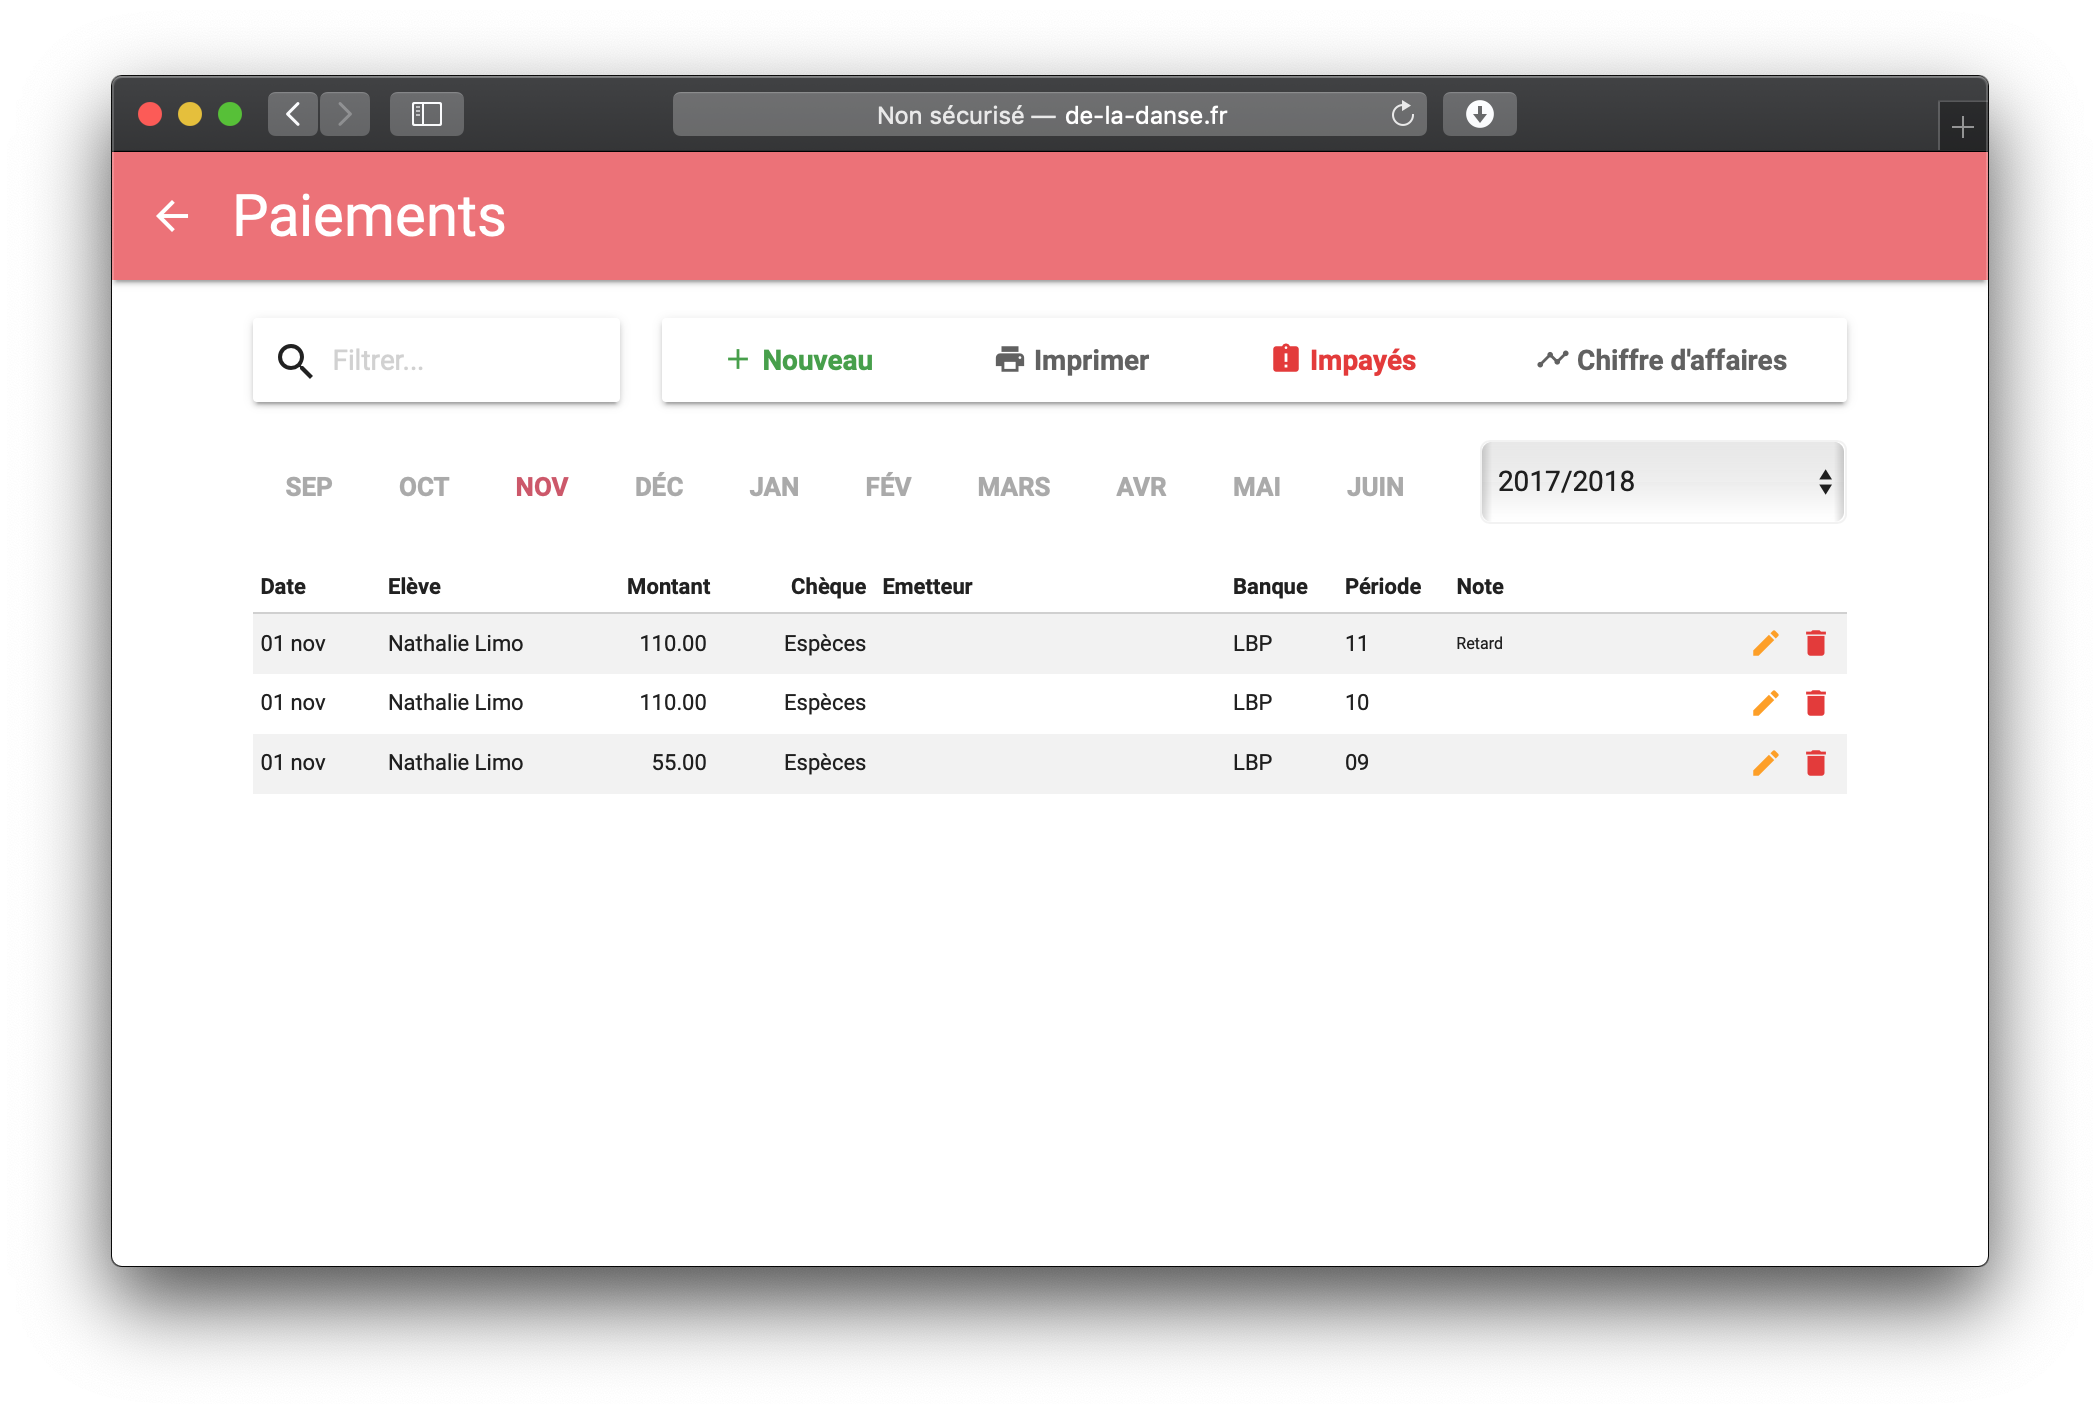 Non sécurisé — de-la-danse.fr
Paiements
Filtrer...
Nouveau Imprimer Impayés Chiffre d'affaires
SEP OCT NOV DÉC JAN FÉV MARS AVR MAI JUIN 2017/2018
Date Elève Montant Chèque Emetteur Banque Période Note
01 nov Nathalie Limo 110.00 Espèces LBP 11 Retard
01 nov Nathalie Limo 110.00 Espèces LBP 10
01 nov Nathalie Limo 55.00 Espèces LBP 09